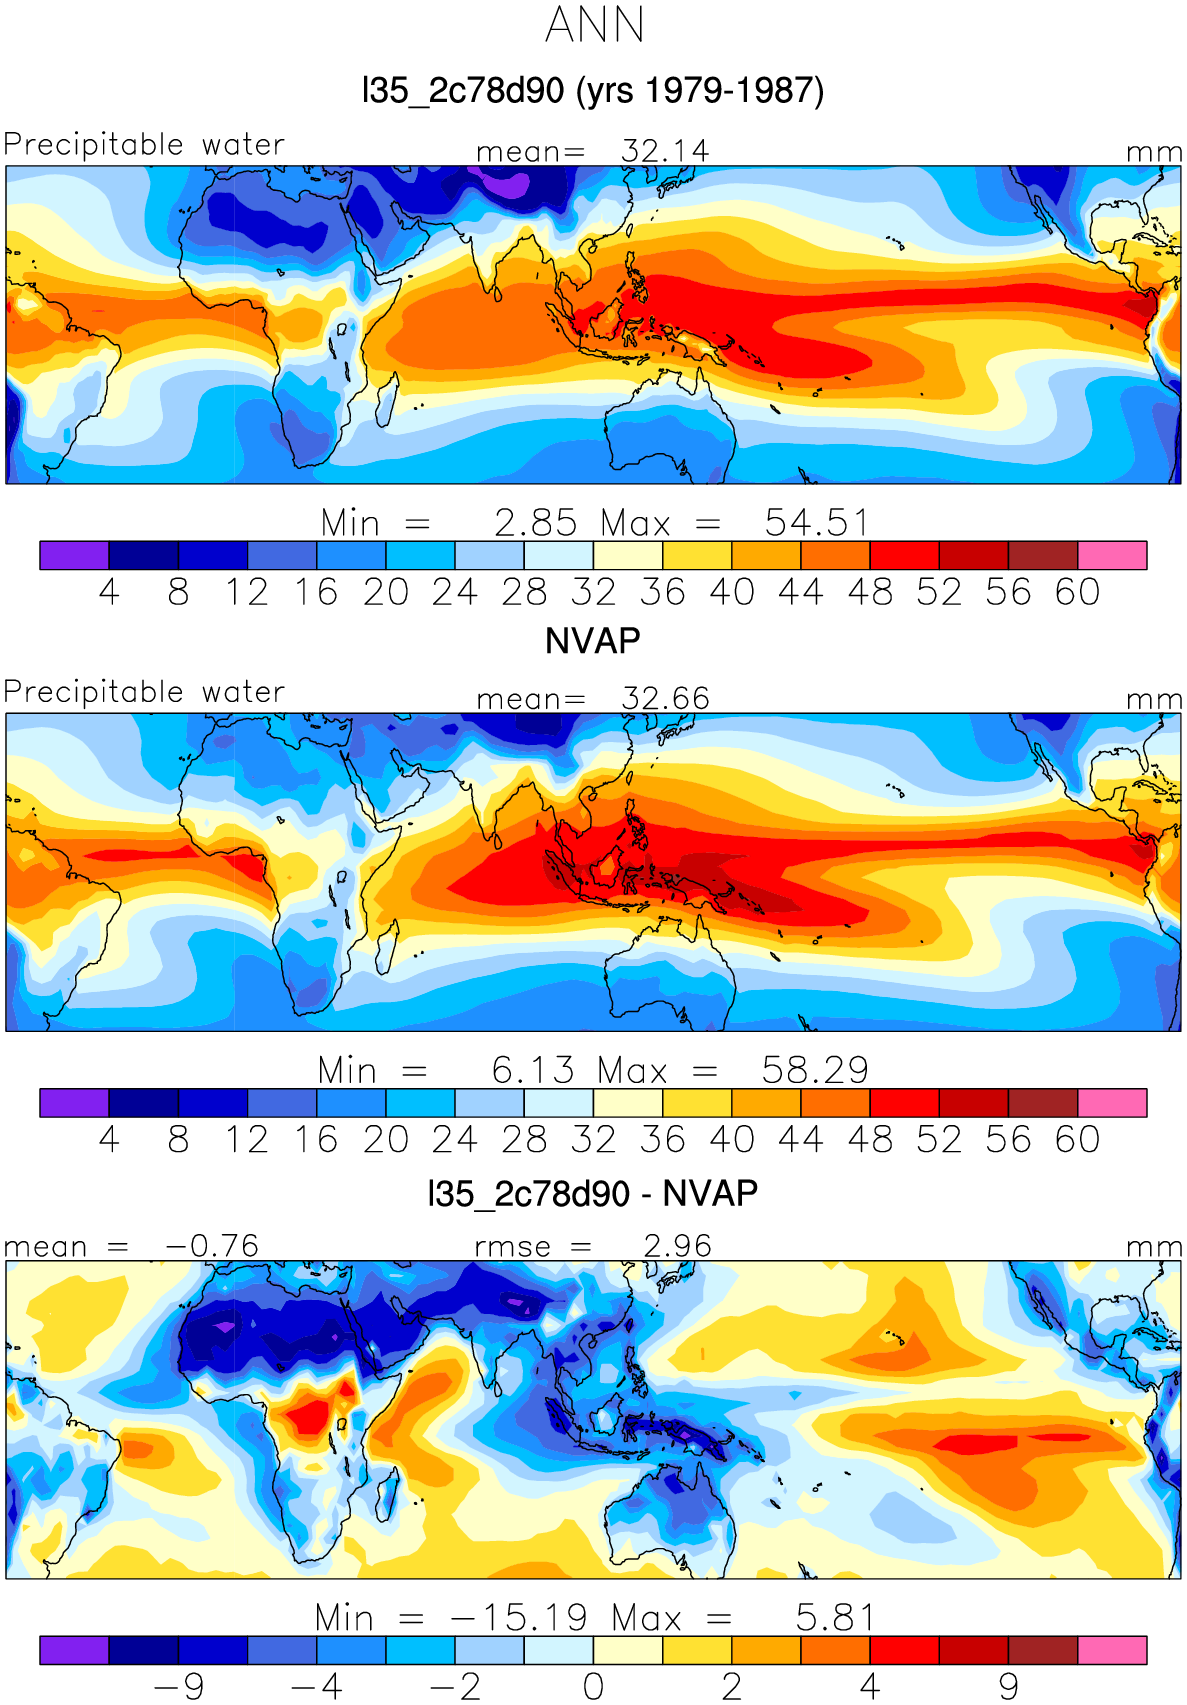 ANN
l35_2c78d90 (yrs 1979-1987)
Precipitable water mean= 32.14 mm
Min = 2.85 Max = 54.51
4 8 12 16 20 24 28 32 36 40 44 48 52 56 60
NVAP
Precipitable water mean= 32.66 mm
Min = 6.13 Max = 58.29
4 8 12 16 20 24 28 32 36 40 44 48 52 56 60
l35_2c78d90 - NVAP
mean = −0.76 rmse = 2.96 mm
Min = −15.19 Max = 5.81
−9 −4 −2 0 2 4 9